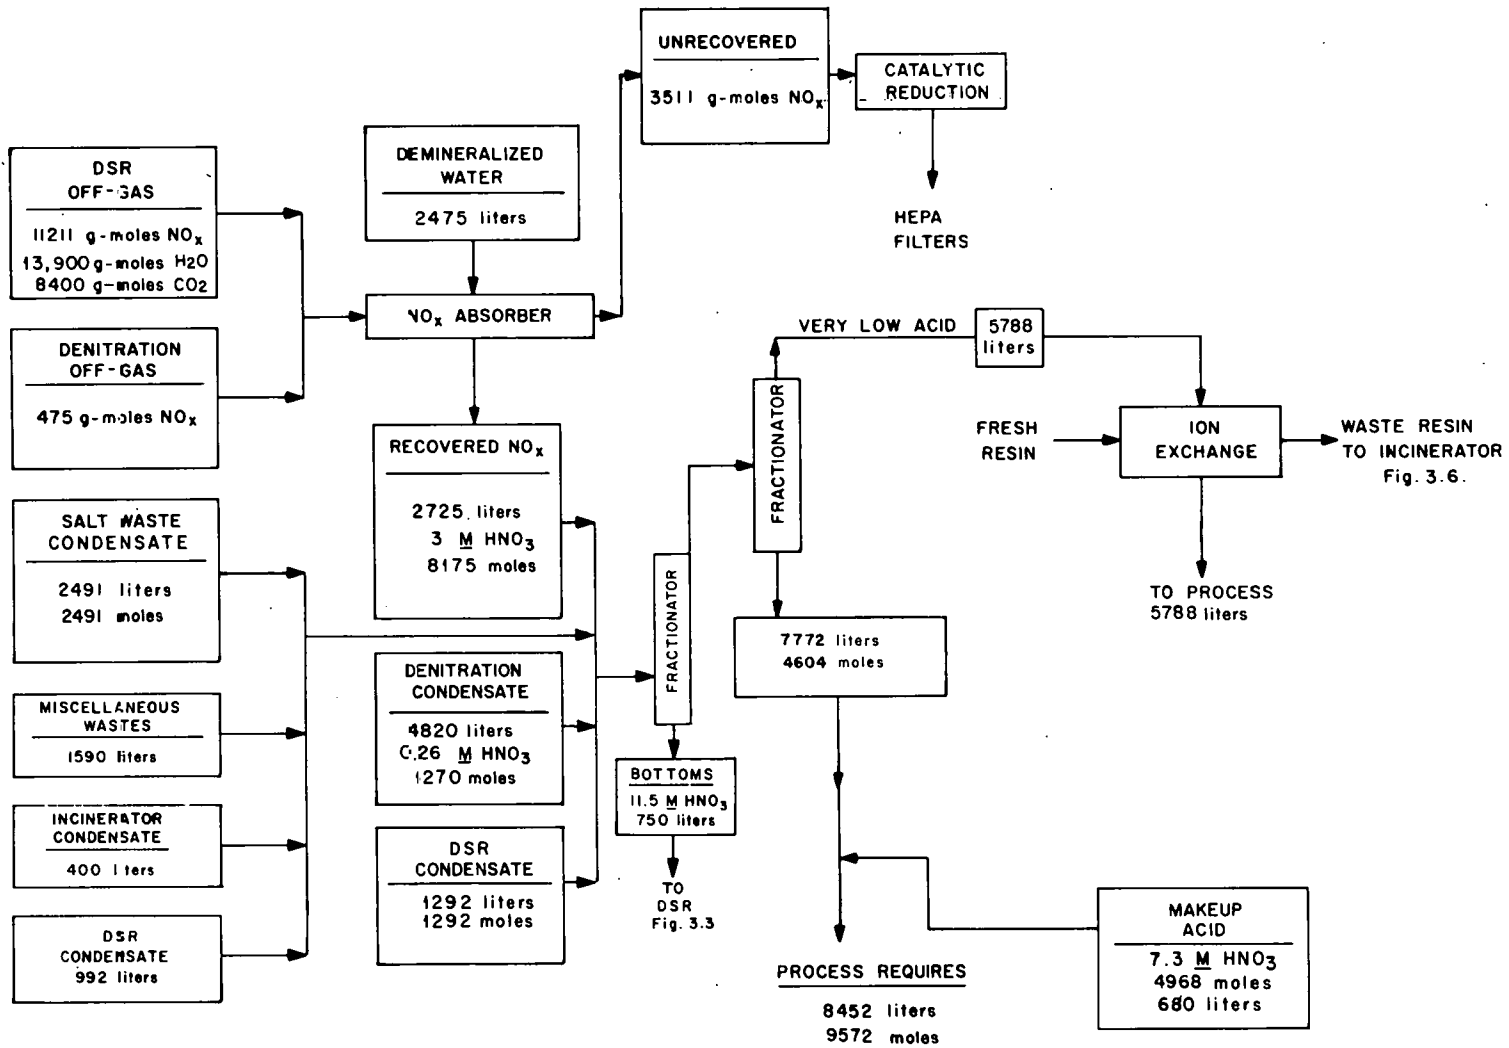 UNRECOVERED
3511 g-moles NOx
CATALYTIC
REDUCTION
HEPA
FILTERS
DSR
OFF-GAS
11211 g-moles NOx
13,900 g-moles H2O
8400 g-moles CO2
DEMINERALIZED
WATER
2475 liters
NOx ABSORBER
DENITRATION
OFF-GAS
475 g-moles NOx
VERY LOW ACID
5788
liters
FRACTIONATOR
FRESH
RESIN
ION
EXCHANGE
WASTE RESIN
TO INCINERATOR
Fig. 3.6.
TO PROCESS
5788 liters
RECOVERED NOx
2725. liters
3 M HNO3
8175 moles
SALT WASTE
CONDENSATE
2491 liters
2491 moles
FRACTIONATOR
7772 liters
4604 moles
DENITRATION
CONDENSATE
4820 liters
0.26 M HNO3
1270 moles
MISCELLANEOUS
WASTES
1590 liters
BOTTOMS
11.5 M HNO3
750 liters
TO
DSR
Fig. 3.3
INCINERATOR
CONDENSATE
400 liters
DSR
CONDENSATE
1292 liters
1292 moles
DSR
CONDENSATE
992 liters
MAKEUP
ACID
7.3 M HNO3
4968 moles
680 liters
PROCESS REQUIRES
8452 liters
9572 moles